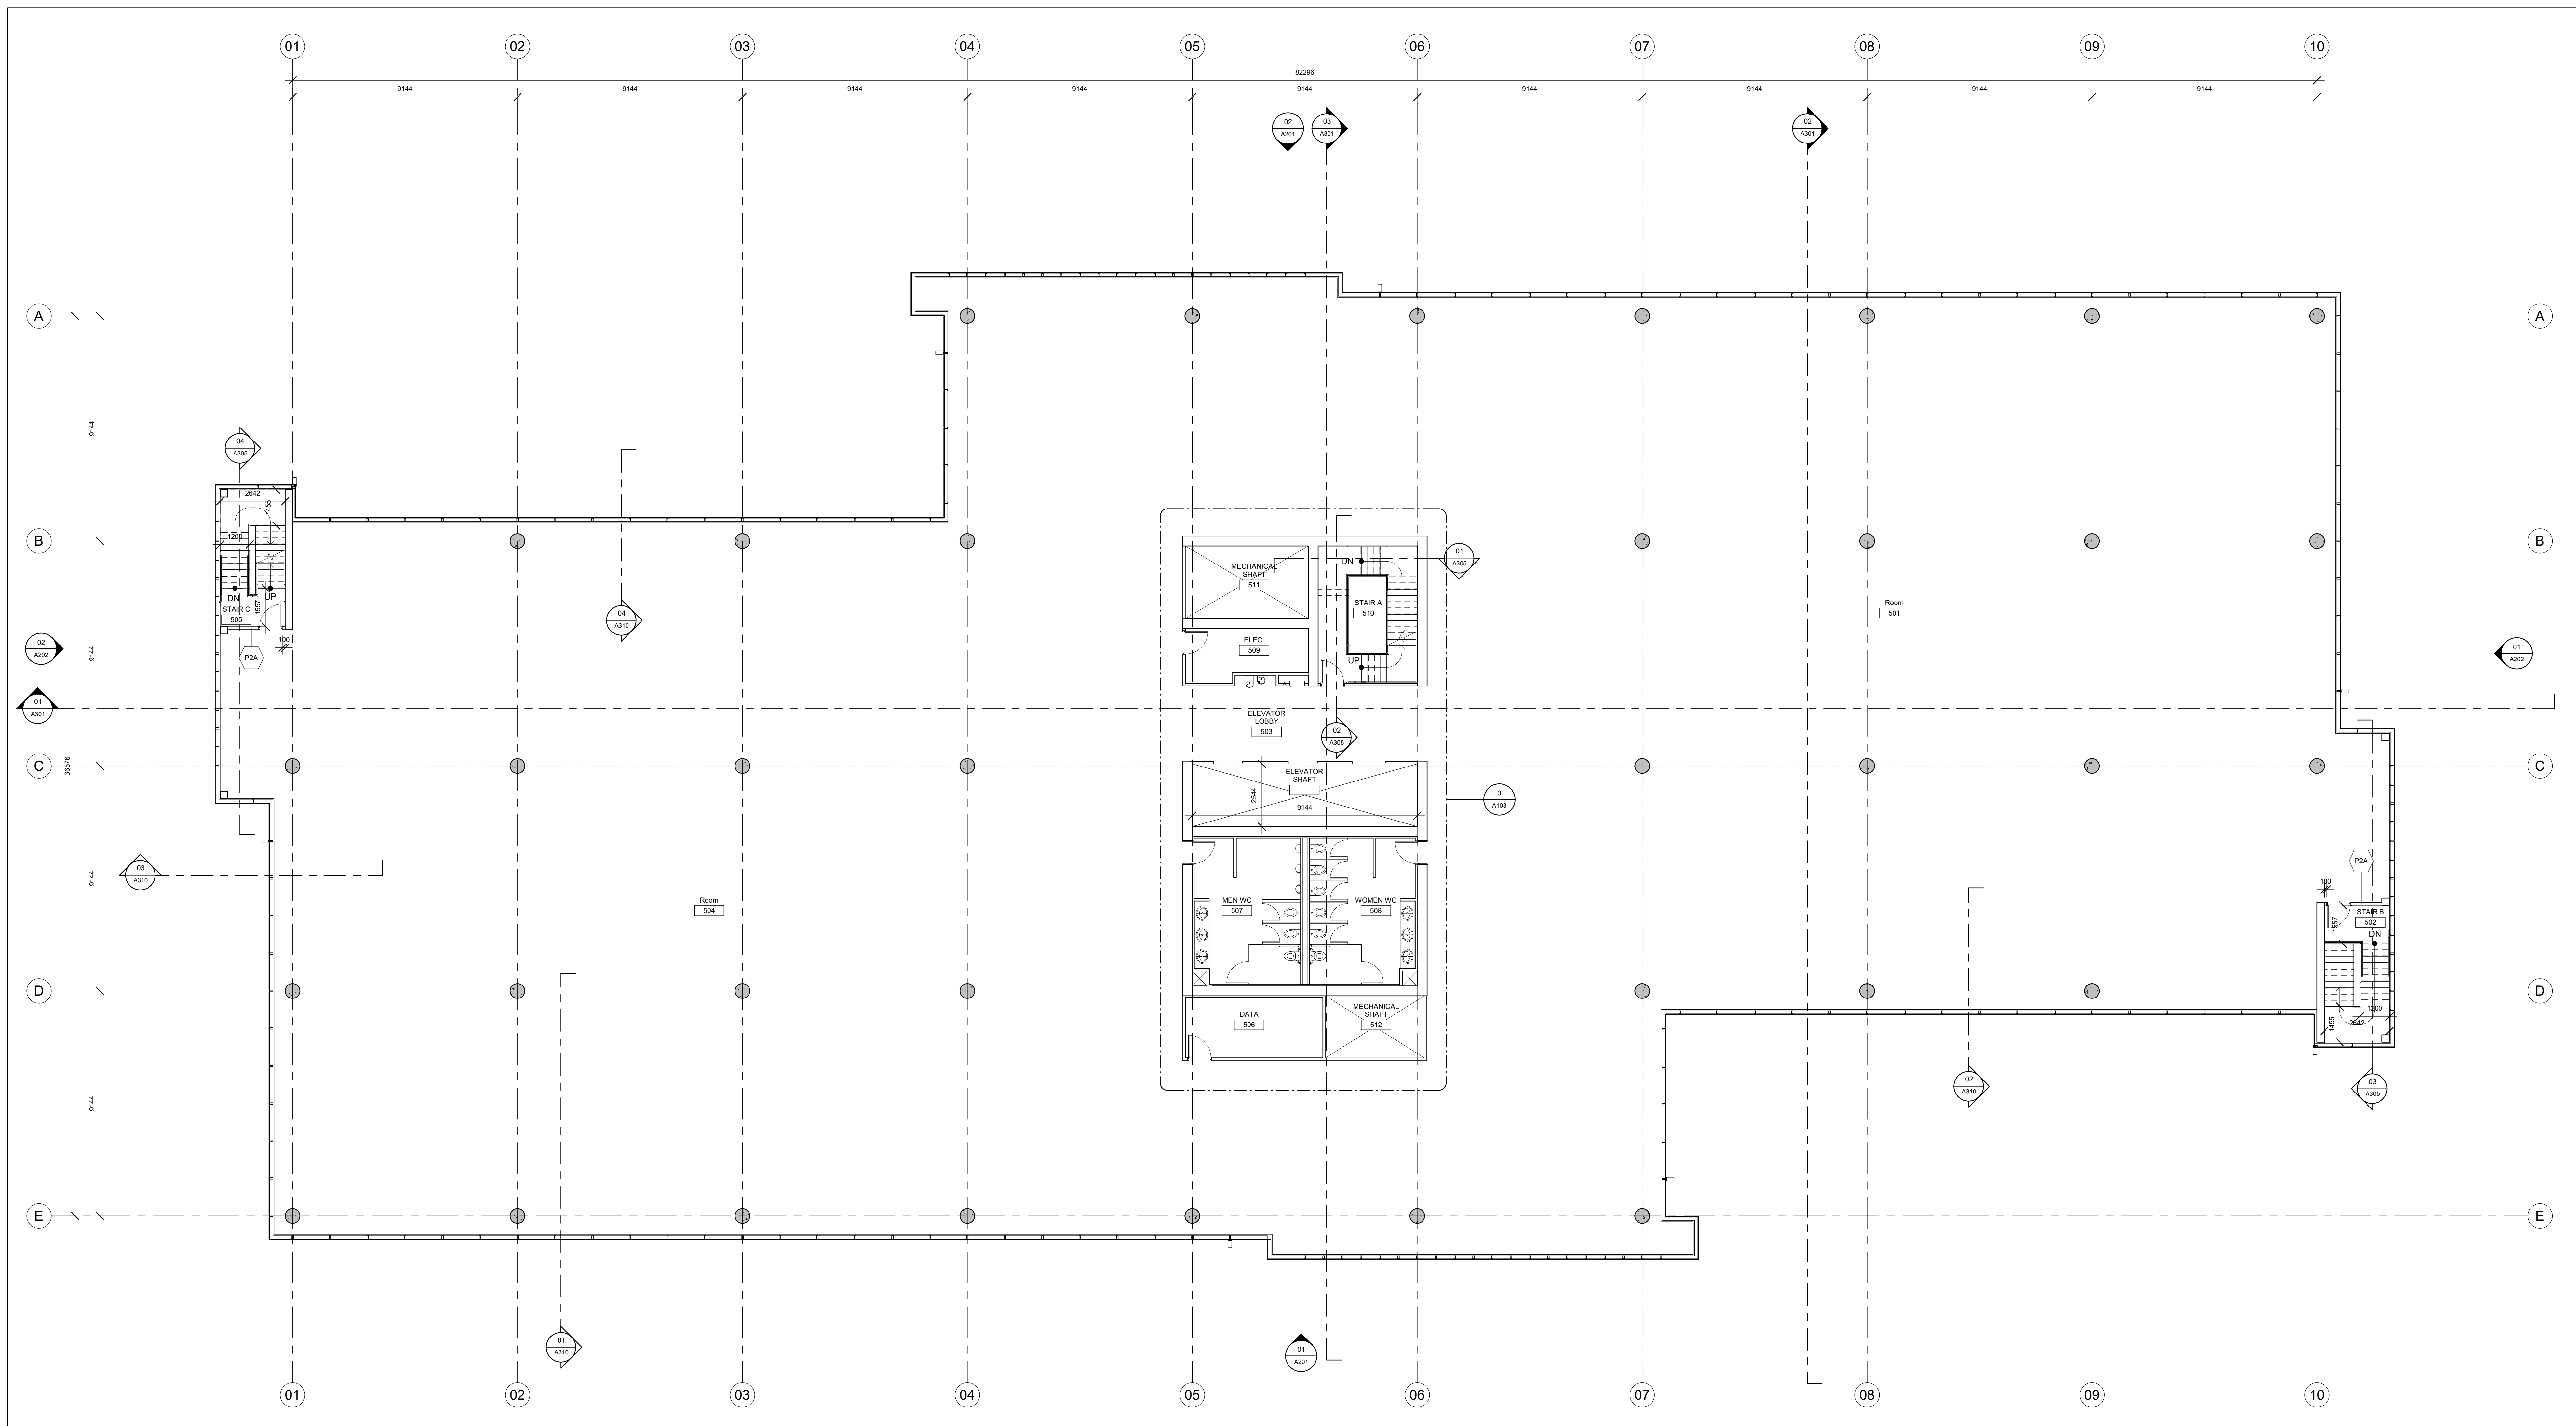 01
02
03
04
05
06
07
08
09
10
82296
9144
9144
9144
9144
9144
9144
9144
9144
9144
02
A201
03
A301
02
A301
A
A
9144
04
A305
2642
1455
B
B
1200
DN
UP
STAIR C
505
1557
100
P2A
04
A310
MECHANICAL
SHAFT
511
DN
01
A305
STAIR A
510
Room
501
ELEC.
509
UP
02
A202
9144
01
A202
01
A301
ELEVATOR
LOBBY
503
02
A305
C
36576
C
ELEVATOR
SHAFT
2544
9144
3
A108
03
A310
9144
P2A
100
Room
504
MEN WC
507
WOMEN WC
508
STAIR B
502
1557
DN
D
D
DATA
506
MECHANICAL
SHAFT
512
1200
2642
1455
9144
02
A310
03
A305
E
E
01
A310
01
A201
01
02
03
04
05
06
07
08
09
10